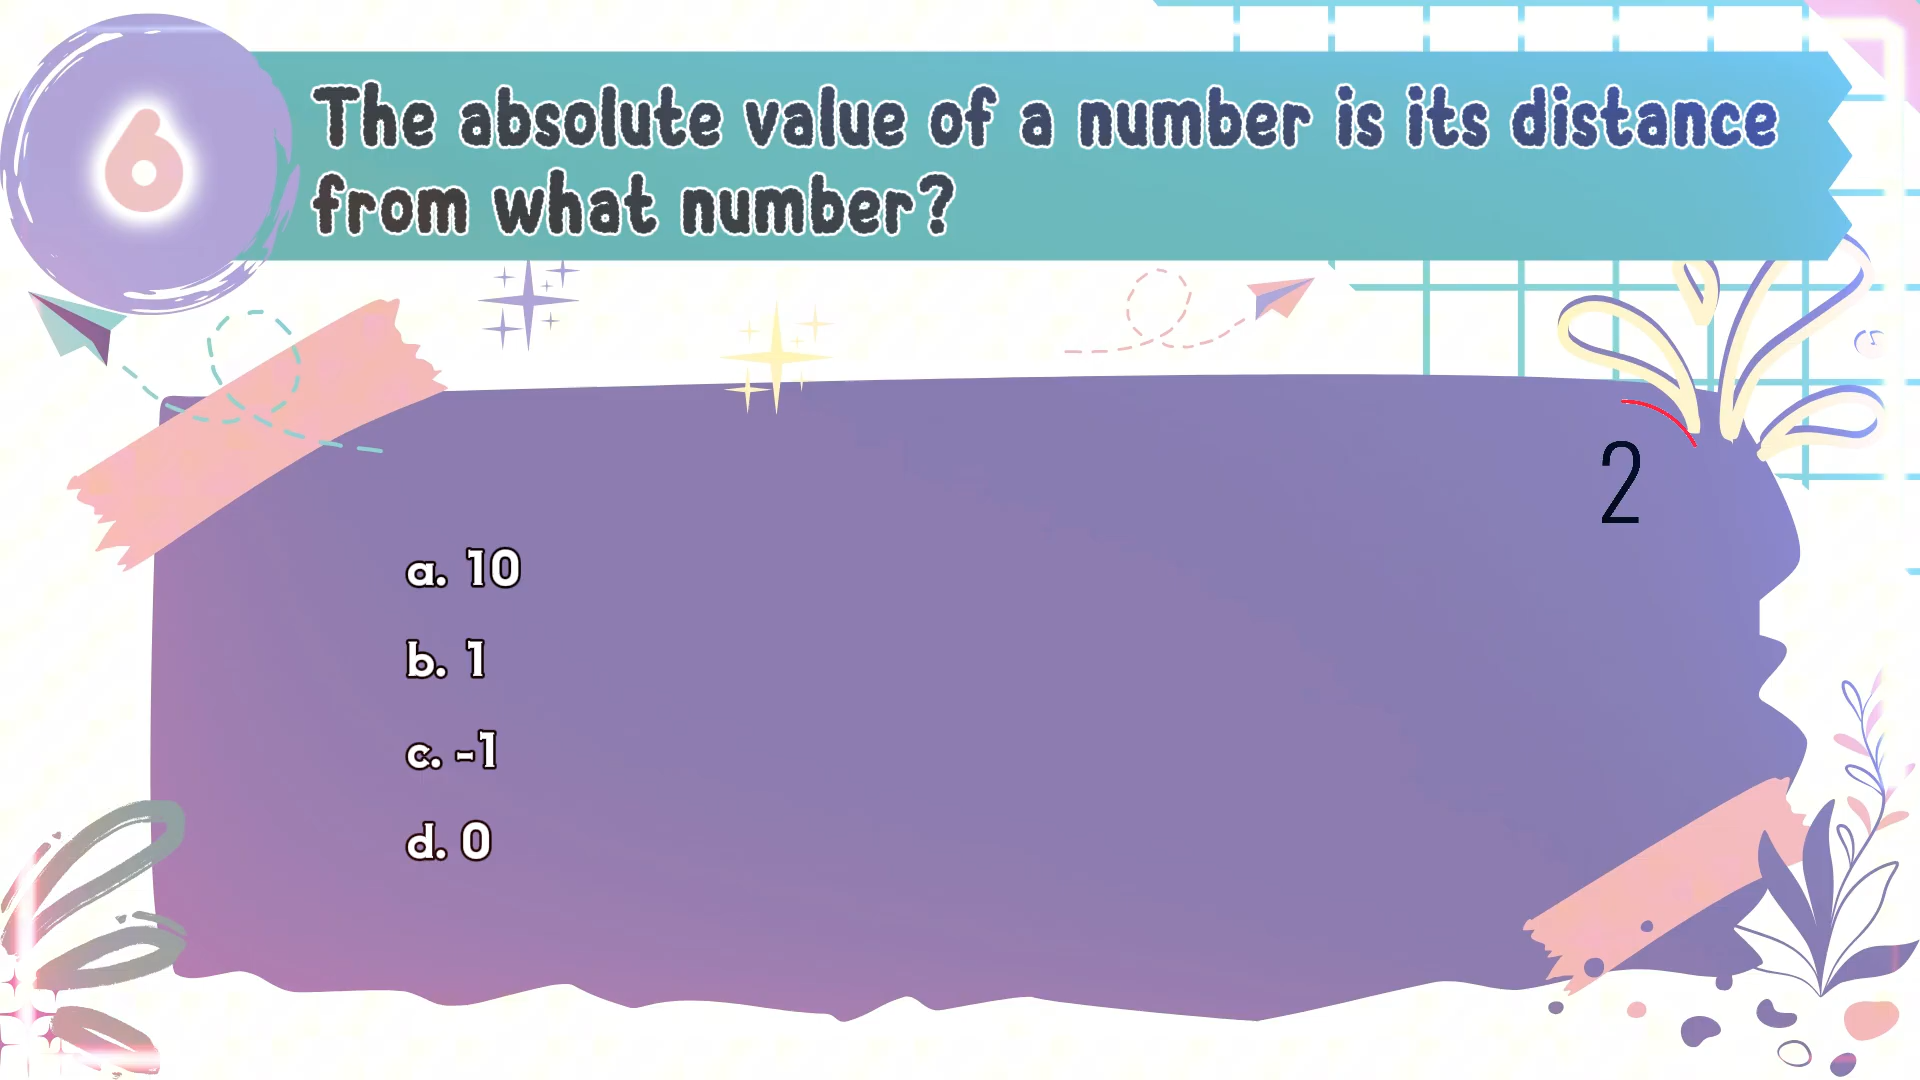 6
The absolute value of a number is its distance
from what number?
2
a. 10
b. 1
c. -1
d. 0